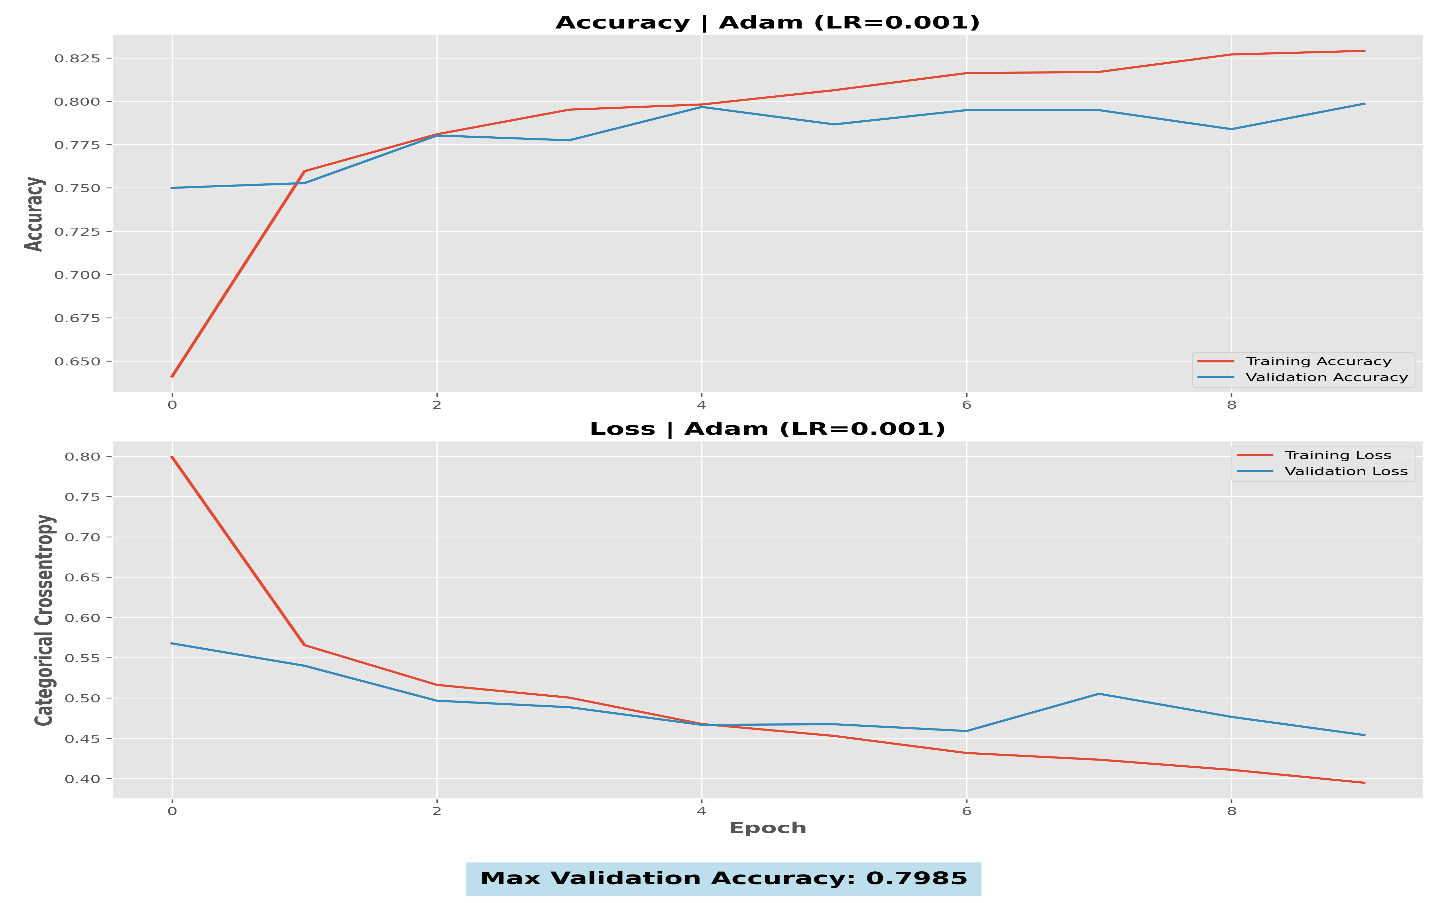 Accuracy | Adam (LR=0.001)
Accuracy
0.825
0.800
0.775
0.750
0.725
0.700
0.675
0.650
Training Accuracy
Validation Accuracy
0 2 4 6 8
Loss | Adam (LR=0.001)
Categorical Crossentropy
0.80
0.75
0.70
0.65
0.60
0.55
0.50
0.45
0.40
Training Loss
Validation Loss
0 2 4 6 8
Epoch
Max Validation Accuracy: 0.7985